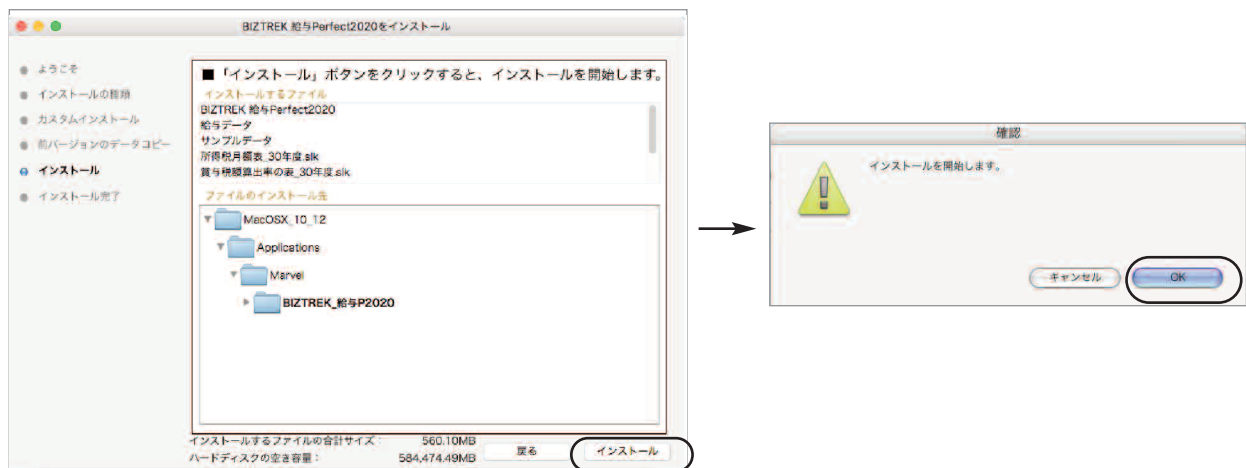 BIZTREK 給与Perfect2020をインストール
ようこそ
インストールの種類
カスタムインストール
前バージョンのデータコピー
インストール
インストール完了
■「インストール」ボタンをクリックすると、インストールを開始します。
インストールするファイル
BIZTREK 給与Perfect2020
給与データ
サンプルデータ
所得税月額表_30年度.slk
賞与税額算出率の表_30年度.slk
ファイルのインストール先
MacOSX_10_12
Applications
Marvel
BIZTREK_給与P2020
インストールするファイルの合計サイズ： 560.10MB
ハードディスクの空き容量： 584,474.49MB
戻る
インストール
確認
インストールを開始します。
キャンセル
OK